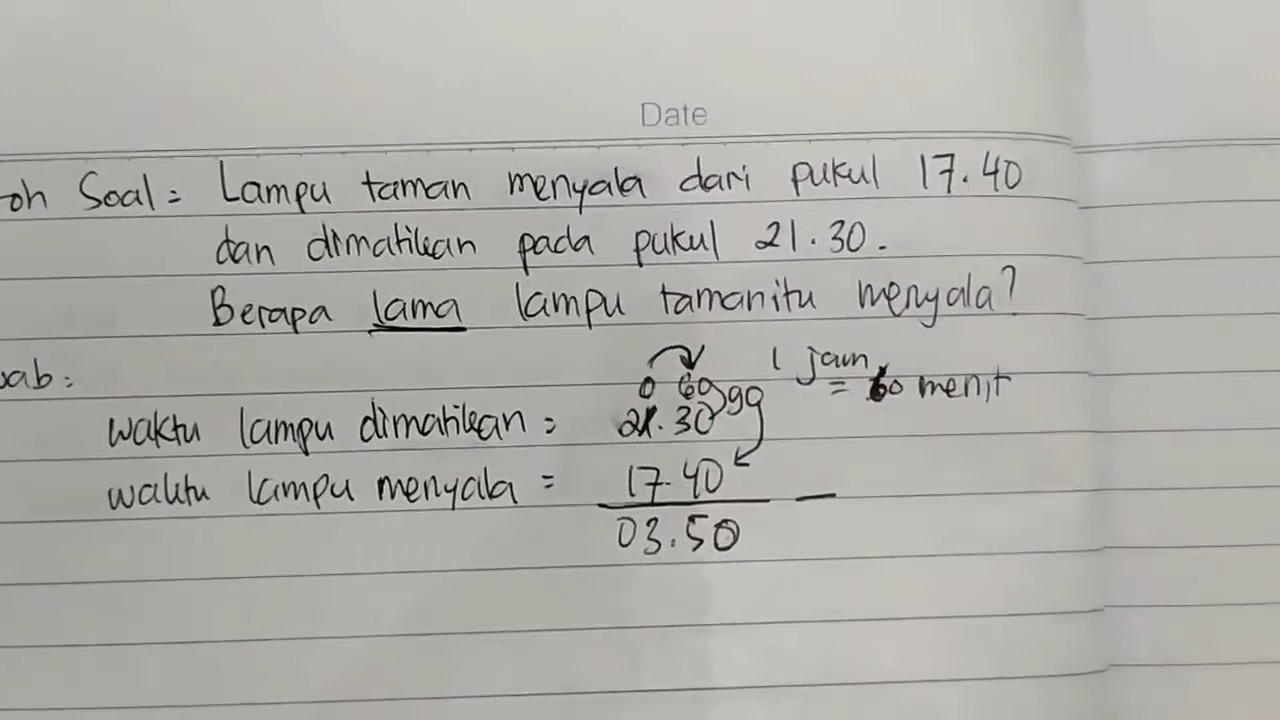 Date
oh Soal = Lampu taman menyala dari pukul 17.40
dan dimatikan pada pukul 21.30.
Berapa lama lampu taman itu menyala?
ab :
1 jam
= 60 menit
0 60
waktu lampu dimatikan = 21.30
waktu lampu menyala = 17.40 —
03.50